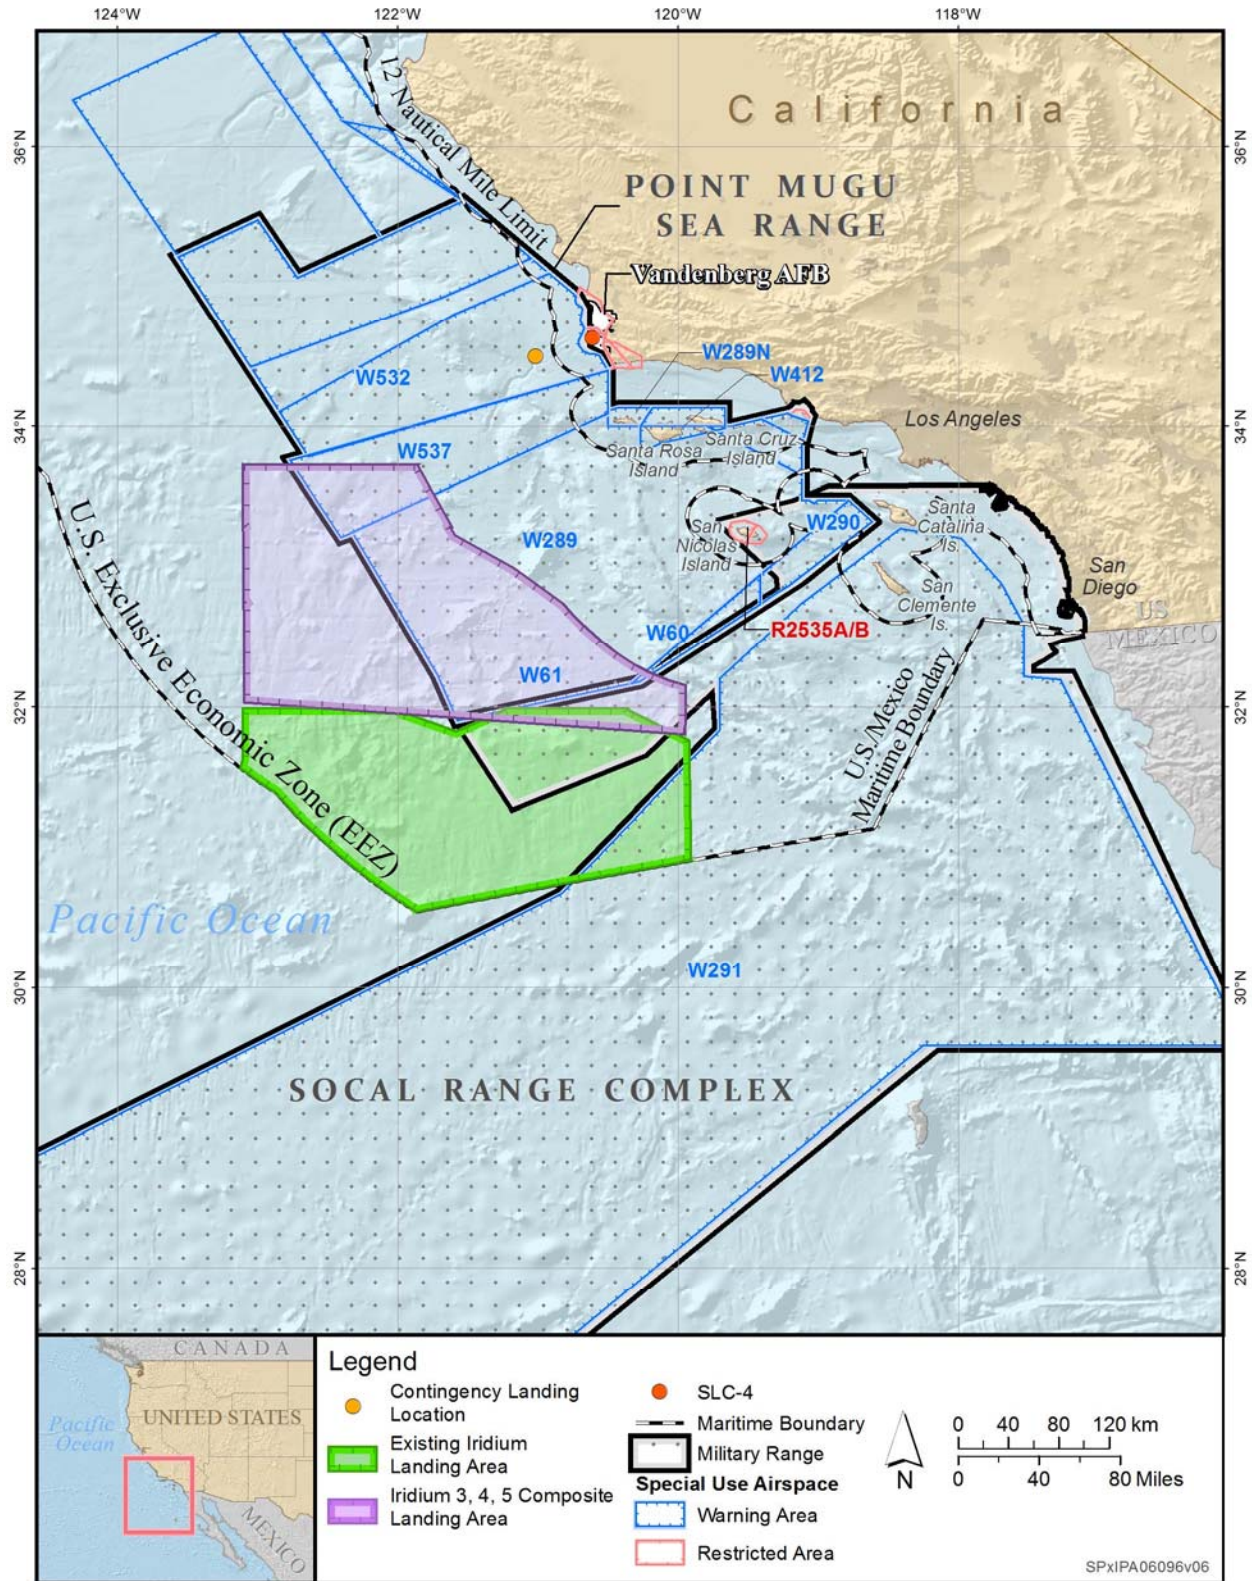 124°W
122°W
120°W
118°W
36°N
36°N
34°N
34°N
32°N
32°N
30°N
30°N
28°N
28°N
California
12 Nautical Mile Limit
POINT MUGU
SEA RANGE
Vandenberg AFB
W289N
W412
W532
W537
Los Angeles
Santa Rosa
Island
Santa Cruz
Island
W289
W290
San
Nicolas
Island
Santa
Catalina
Is.
San
Clemente
Is.
San
Diego
US
MEXICO
W60
R2535A/B
W61
U.S. Exclusive Economic Zone (EEZ)
U.S./Mexico
Maritime Boundary
Pacific Ocean
W291
SOCAL RANGE COMPLEX
CANADA
UNITED STATES
Pacific
Ocean
MEXICO
Legend
Contingency Landing
Location
Existing Iridium
Landing Area
Iridium 3, 4, 5 Composite
Landing Area
SLC-4
Maritime Boundary
Military Range
Special Use Airspace
Warning Area
Restricted Area
N
0 40 80 120 km
0 40 80 Miles
SPxIPA06096v06